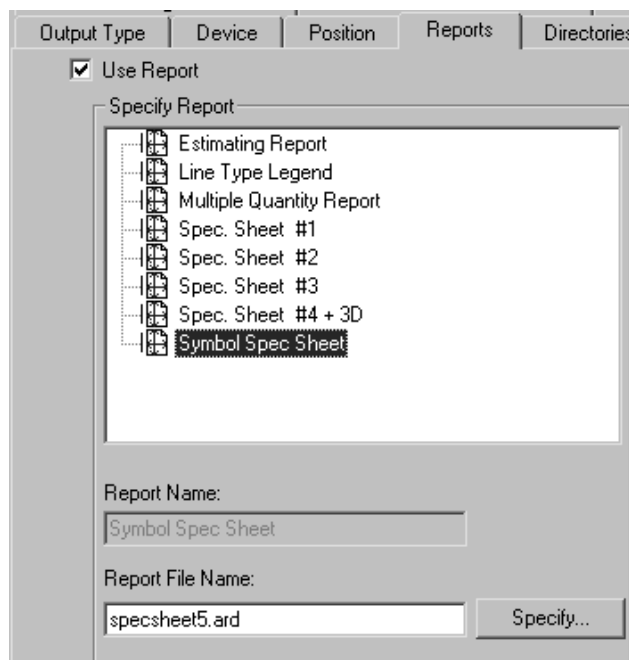 Output Type Device Position Reports Directories
Use Report
Specify Report
Estimating Report
Line Type Legend
Multiple Quantity Report
Spec. Sheet #1
Spec. Sheet #2
Spec. Sheet #3
Spec. Sheet #4 + 3D
Symbol Spec Sheet
Report Name:
Symbol Spec Sheet
Report File Name:
specsheet5.ard Specify...